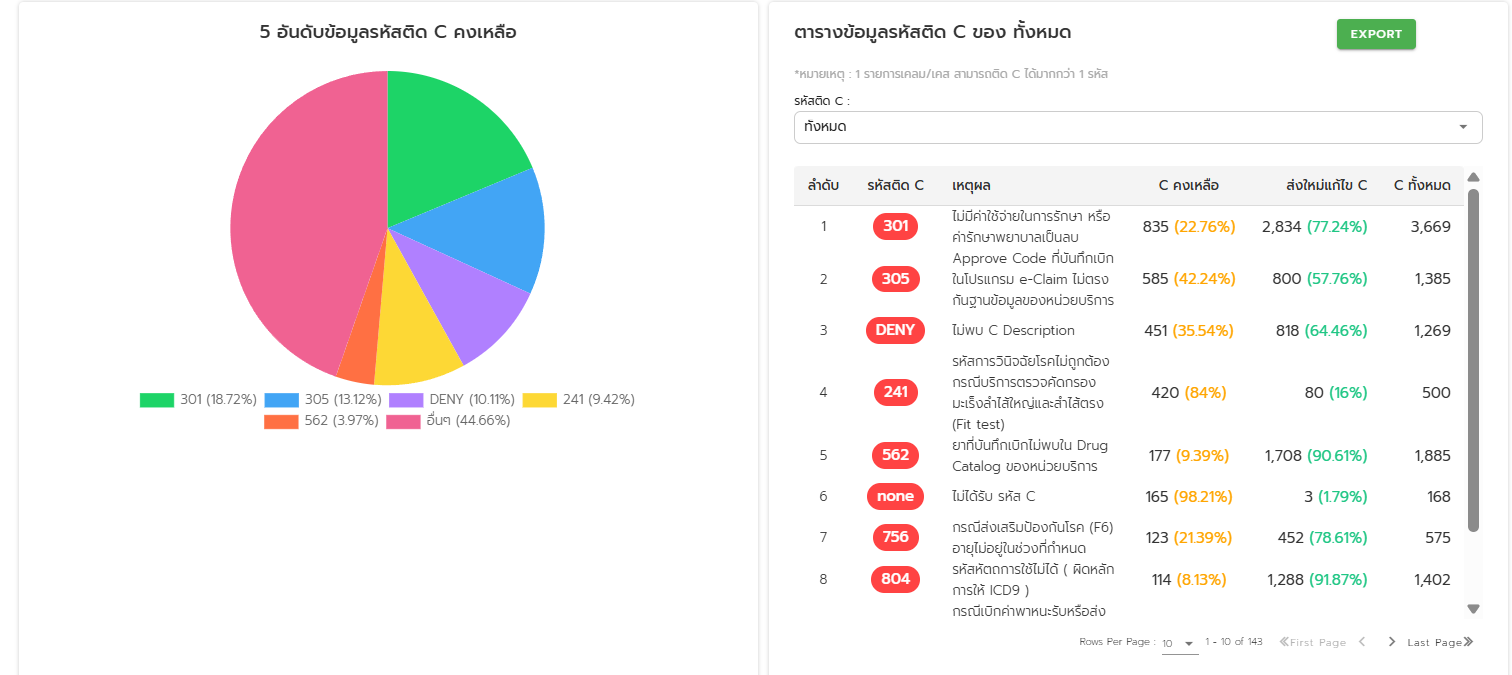 5 อันดับข้อมูลรหัสติด C คงเหลือ
301 (18.72%) 305 (13.12%) DENY (10.11%) 241 (9.42%)
562 (3.97%) อื่นๆ (44.66%)
ตารางข้อมูลรหัสติด C ของ ทั้งหมด
EXPORT
*หมายเหตุ : 1 รายการเคลม/เคส สามารถติด C ได้มากกว่า 1 รหัส
รหัสติด C :
ทั้งหมด
ลำดับ รหัสติด C เหตุผล C คงเหลือ ส่งใหม่แก้ไข C C ทั้งหมด
1 301 ไม่มีค่าใช้จ่ายในการรักษา หรือ 835 (22.76%) 2,834 (77.24%) 3,669
ค่ารักษาพยาบาลเป็นลบ
Approve Code ที่บันทึกเบิก
2 305 ในโปรแกรม e-Claim ไม่ตรง 585 (42.24%) 800 (57.76%) 1,385
กับฐานข้อมูลของหน่วยบริการ
3 DENY ไม่พบ C Description 451 (35.54%) 818 (64.46%) 1,269
รหัสการวินิจฉัยโรคไม่ถูกต้อง
กรณีบริการตรวจคัดกรอง
4 241 มะเร็งลำไส้ใหญ่และลำไส้ตรง 420 (84%) 80 (16%) 500
(Fit test)
ยาที่บันทึกเบิกไม่พบใน Drug
5 562 Catalog ของหน่วยบริการ 177 (9.39%) 1,708 (90.61%) 1,885
6 none ไม่ได้รับ รหัส C 165 (98.21%) 3 (1.79%) 168
กรณีส่งเสริมป้องกันโรค (F6)
7 756 อายุไม่อยู่ในช่วงที่กำหนด 123 (21.39%) 452 (78.61%) 575
รหัสหัตถการใช้ไม่ได้ ( ผิดหลัก
8 804 การให้ ICD9 ) 114 (8.13%) 1,288 (91.87%) 1,402
กรณีเบิกค่าพาหนะรับหรือส่ง
Rows Per Page : 10 1 - 10 of 143 First Page Last Page